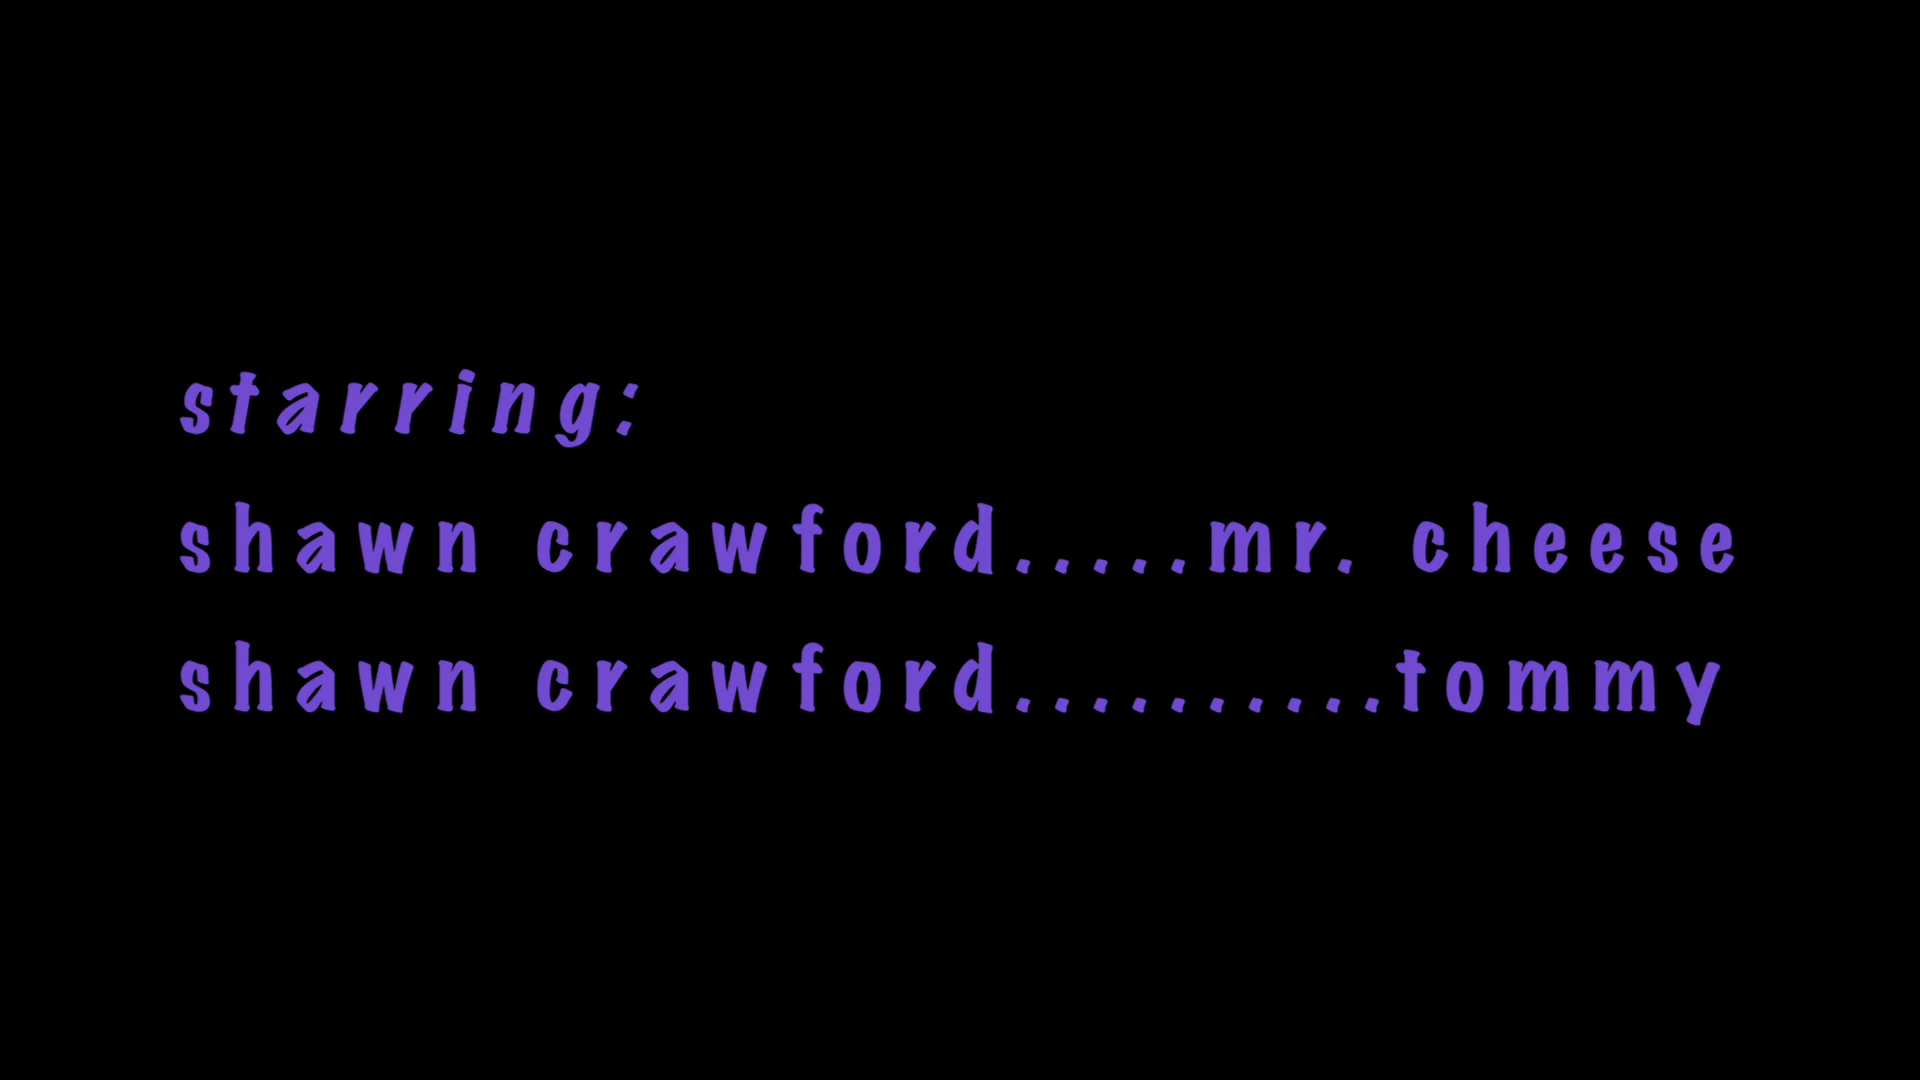 starring:
shawn crawford.....mr. cheese
shawn crawford..........tommy